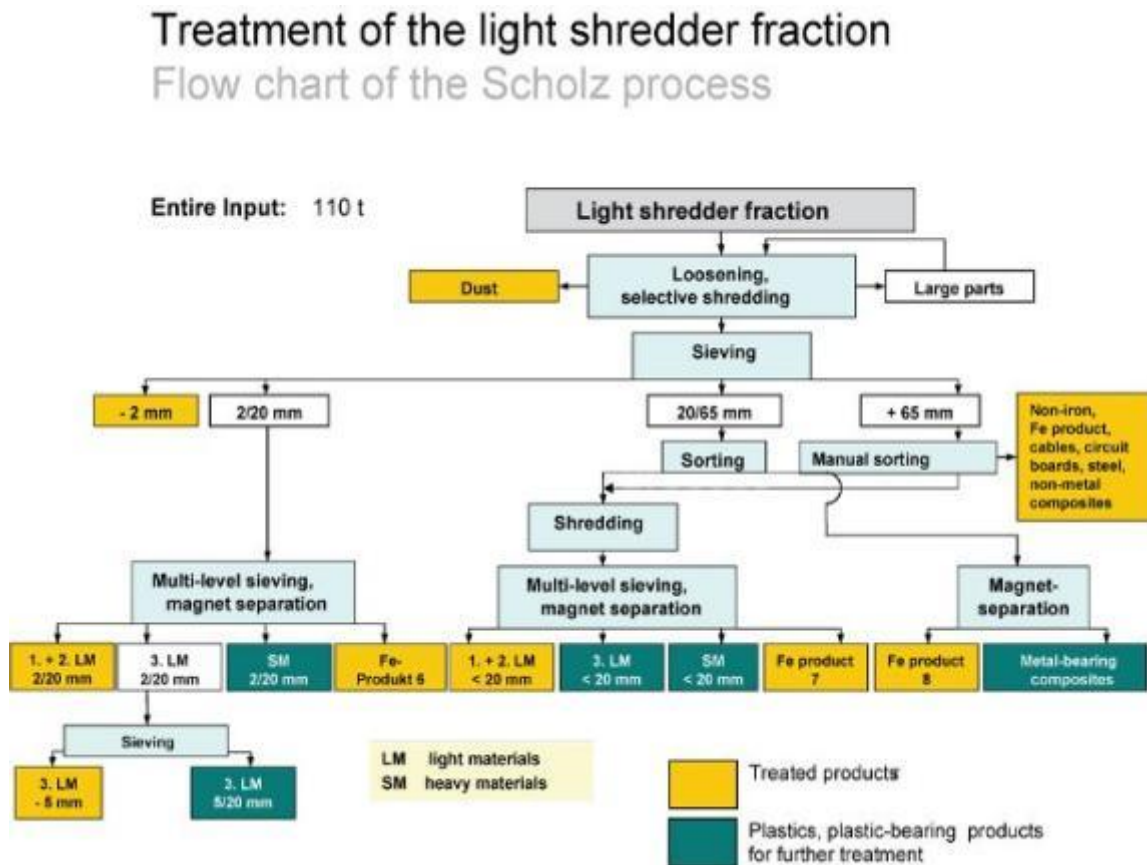 Treatment of the light shredder fraction
Flow chart of the Scholz process
Entire Input: 110 t
Light shredder fraction
Dust
Loosening,
selective shredding
Large parts
Sieving
- 2 mm
2/20 mm
20/65 mm
+ 65 mm
Non-iron,
Fe product,
cables, circuit
boards, steel,
non-metal
composites
Sorting
Manual sorting
Shredding
Multi-level sieving,
magnet separation
Multi-level sieving,
magnet separation
Magnet-
separation
1. + 2. LM
2/20 mm
3. LM
2/20 mm
SM
2/20 mm
Fe-
Produkt 6
1. + 2. LM
< 20 mm
3. LM
< 20 mm
SM
< 20 mm
Fe product
7
Fe product
8
Metal-bearing
composites
Sieving
3. LM
- 5 mm
3. LM
5/20 mm
LM light materials
SM heavy materials
Treated products
Plastics, plastic-bearing products
for further treatment